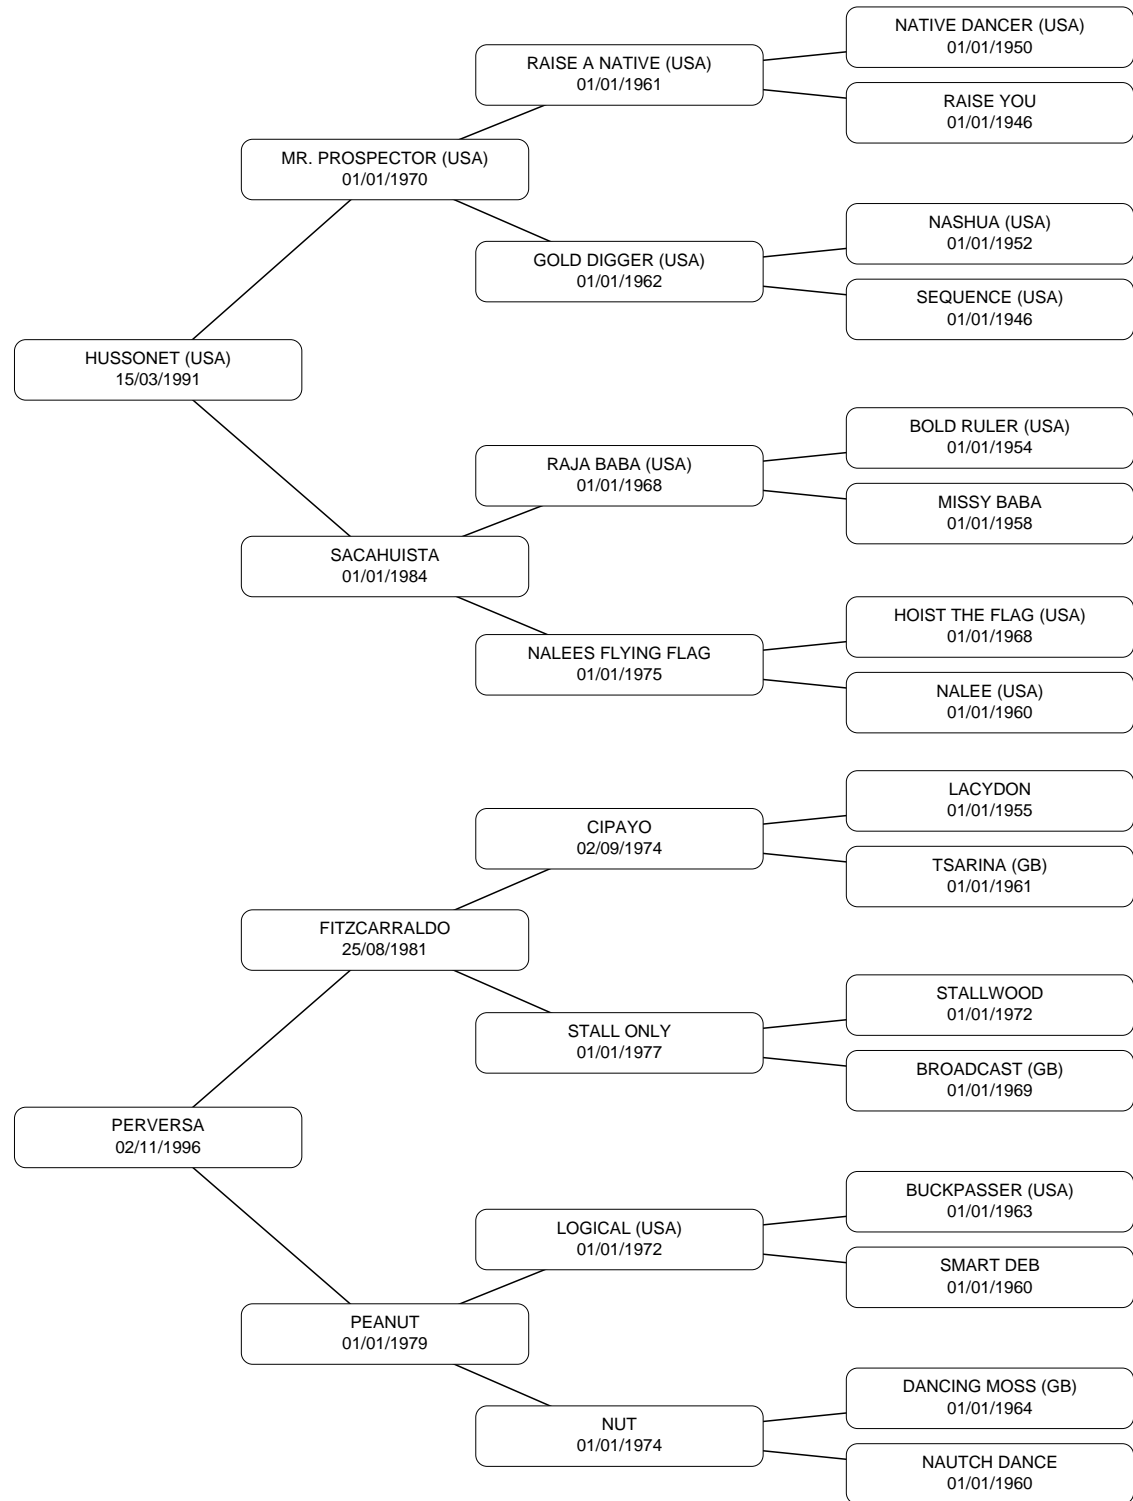 NATIVE DANCER (USA)
01/01/1950
RAISE A NATIVE (USA)
01/01/1961
RAISE YOU
01/01/1946
MR. PROSPECTOR (USA)
01/01/1970
NASHUA (USA)
01/01/1952
GOLD DIGGER (USA)
01/01/1962
SEQUENCE (USA)
01/01/1946
HUSSONET (USA)
15/03/1991
BOLD RULER (USA)
01/01/1954
RAJA BABA (USA)
01/01/1968
MISSY BABA
01/01/1958
SACAHUISTA
01/01/1984
HOIST THE FLAG (USA)
01/01/1968
NALEES FLYING FLAG
01/01/1975
NALEE (USA)
01/01/1960
LACYDON
01/01/1955
CIPAYO
02/09/1974
TSARINA (GB)
01/01/1961
FITZCARRALDO
25/08/1981
STALLWOOD
01/01/1972
STALL ONLY
01/01/1977
BROADCAST (GB)
01/01/1969
PERVERSA
02/11/1996
BUCKPASSER (USA)
01/01/1963
LOGICAL (USA)
01/01/1972
SMART DEB
01/01/1960
PEANUT
01/01/1979
DANCING MOSS (GB)
01/01/1964
NUT
01/01/1974
NAUTCH DANCE
01/01/1960